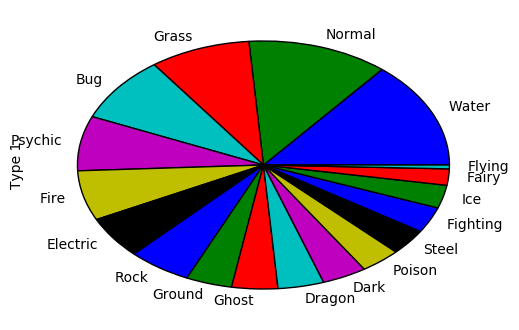 Normal
Grass
Bug
Water
Psychic
Type 1
Flying
Fairy
Fire
Ice
Fighting
Electric
Steel
Poison
Rock
Dark
Ground
Dragon
Ghost